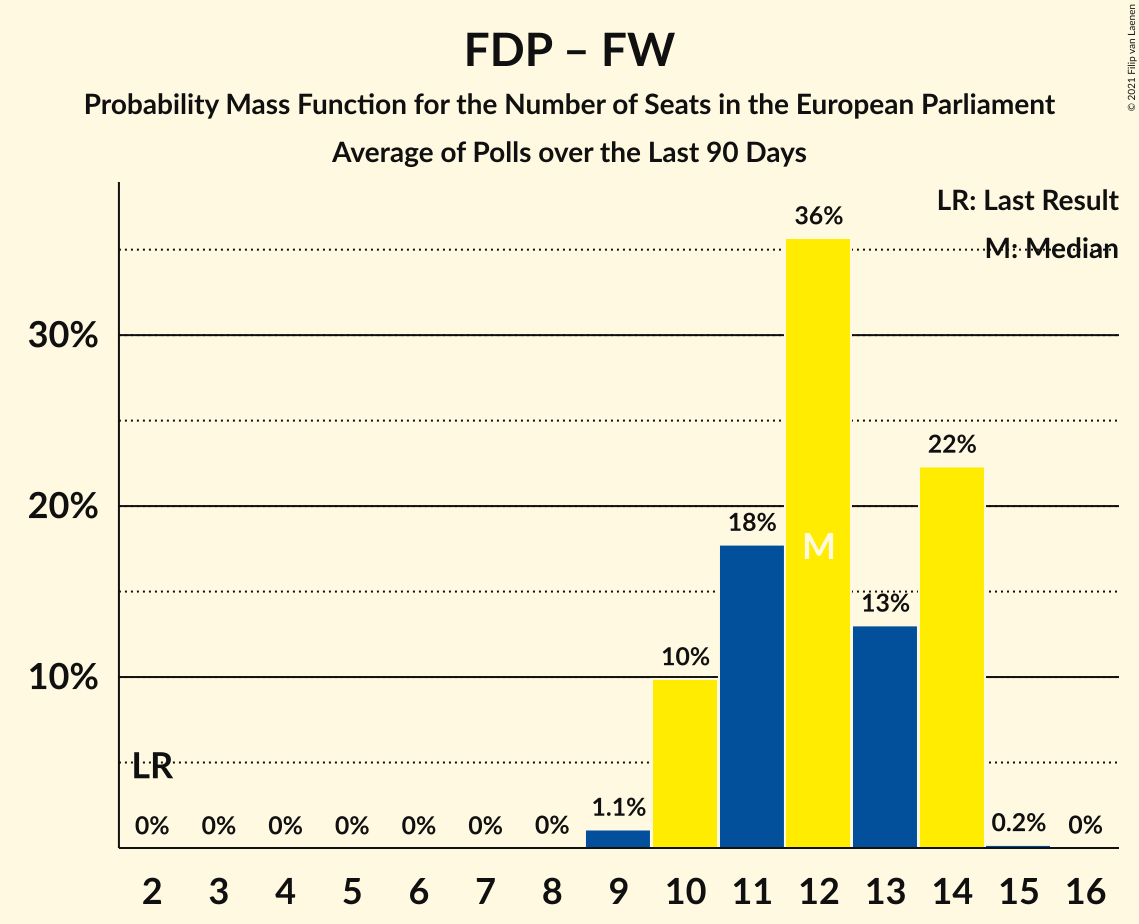 FDP – FW
Probability Mass Function for the Number of Seats in the European Parliament
Average of Polls over the Last 90 Days
© 2021 Filip van Laenen
LR: Last Result
M: Median
36%
30%
22%
20%
18%
M
13%
10%
10%
LR
0%
0%
0%
0%
0%
0%
0%
1.1%
0.2%
0%
2 3 4 5 6 7 8 9 10 11 12 13 14 15 16